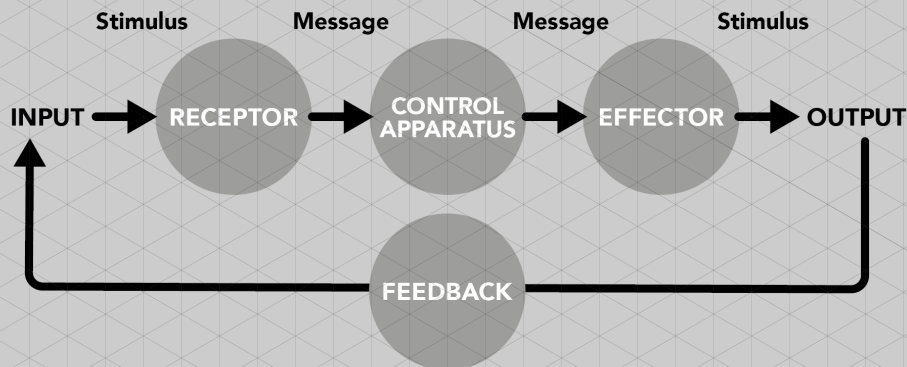 Stimulus
Message
Message
Stimulus
INPUT
RECEPTOR
CONTROL
APPARATUS
EFFECTOR
OUTPUT
FEEDBACK